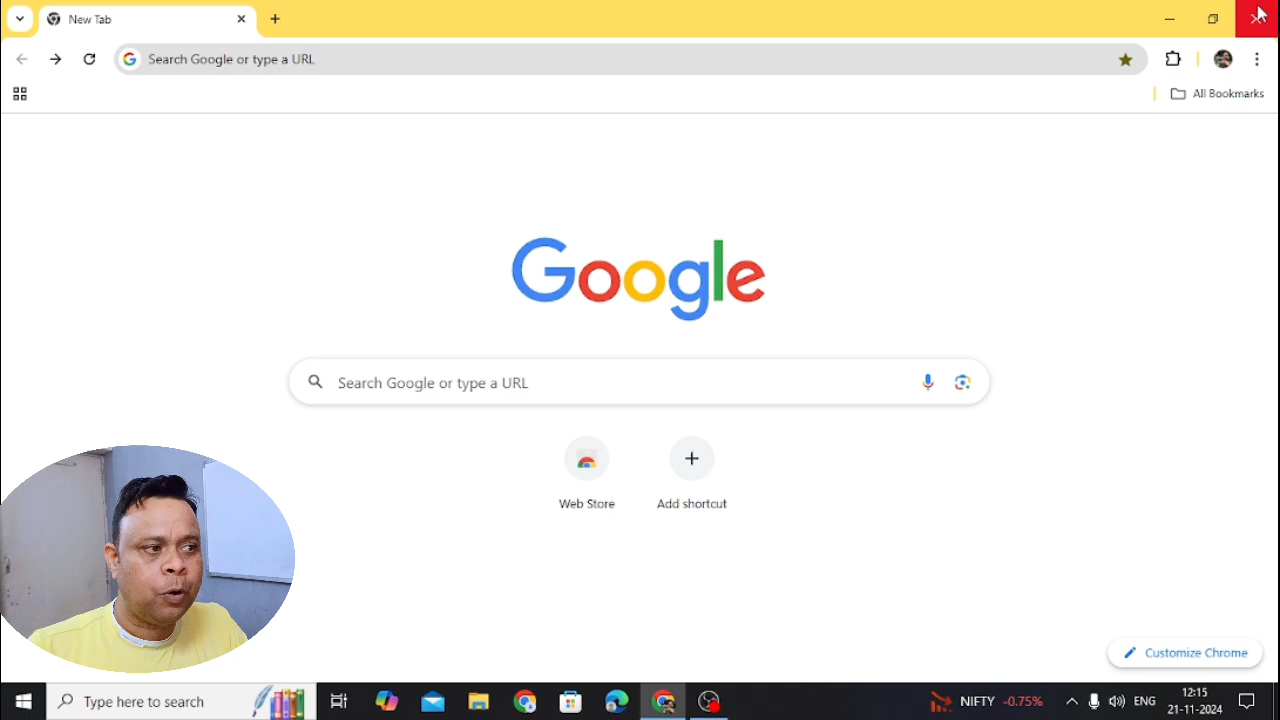 New Tab
Search Google or type a URL
All Bookmarks
Google
Search Google or type a URL
Web Store
Add shortcut
Customize Chrome
Type here to search
NIFTY -0.75%
ENG
12:15
21-11-2024